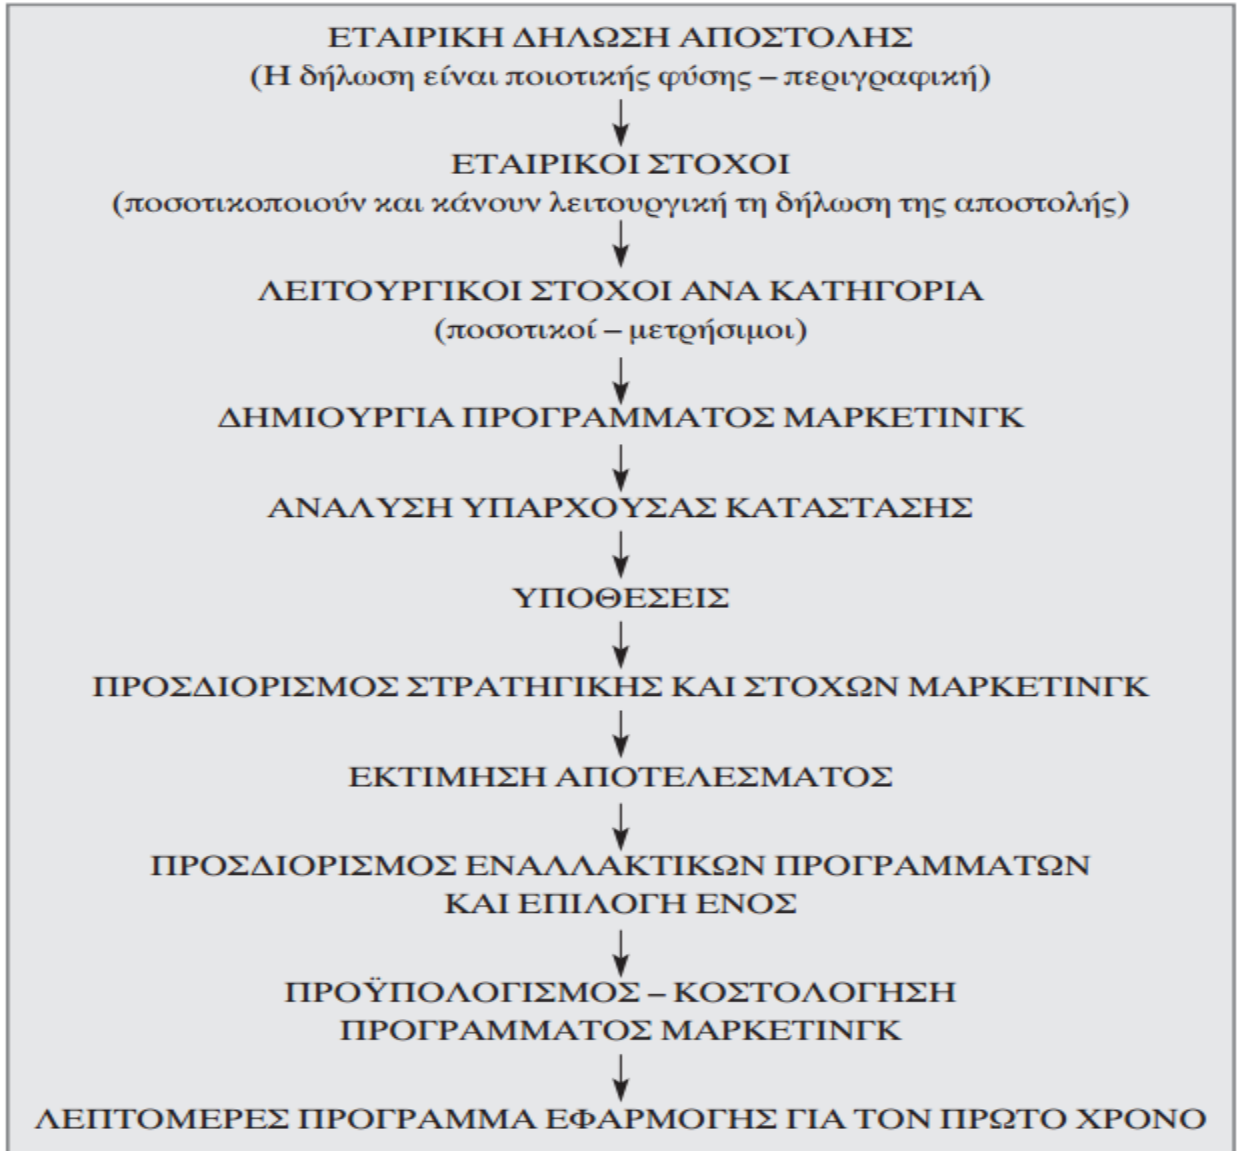 ΕΤΑΙΡΙΚΗ ΔΗΛΩΣΗ ΑΠΟΣΤΟΛΗΣ
(Η δήλωση είναι ποιοτικής φύσης – περιγραφική)
ΕΤΑΙΡΙΚΟΙ ΣΤΟΧΟΙ
(ποσοτικοποιούν και κάνουν λειτουργική τη δήλωση της αποστολής)
ΛΕΙΤΟΥΡΓΙΚΟΙ ΣΤΟΧΟΙ ΑΝΑ ΚΑΤΗΓΟΡΙΑ
(ποσοτικοί – μετρήσιμοι)
ΔΗΜΙΟΥΡΓΙΑ ΠΡΟΓΡΑΜΜΑΤΟΣ ΜΑΡΚΕΤΙΝΓΚ
ΑΝΑΛΥΣΗ ΥΠΑΡΧΟΥΣΑΣ ΚΑΤΑΣΤΑΣΗΣ
ΥΠΟΘΕΣΕΙΣ
ΠΡΟΣΔΙΟΡΙΣΜΟΣ ΣΤΡΑΤΗΓΙΚΗΣ ΚΑΙ ΣΤΟΧΩΝ ΜΑΡΚΕΤΙΝΓΚ
ΕΚΤΙΜΗΣΗ ΑΠΟΤΕΛΕΣΜΑΤΟΣ
ΠΡΟΣΔΙΟΡΙΣΜΟΣ ΕΝΑΛΛΑΚΤΙΚΩΝ ΠΡΟΓΡΑΜΜΑΤΩΝ
ΚΑΙ ΕΠΙΛΟΓΗ ΕΝΟΣ
ΠΡΟΫΠΟΛΟΓΙΣΜΟΣ – ΚΟΣΤΟΛΟΓΗΣΗ
ΠΡΟΓΡΑΜΜΑΤΟΣ ΜΑΡΚΕΤΙΝΓΚ
ΛΕΠΤΟΜΕΡΕΣ ΠΡΟΓΡΑΜΜΑ ΕΦΑΡΜΟΓΗΣ ΓΙΑ ΤΟΝ ΠΡΩΤΟ ΧΡΟΝΟ